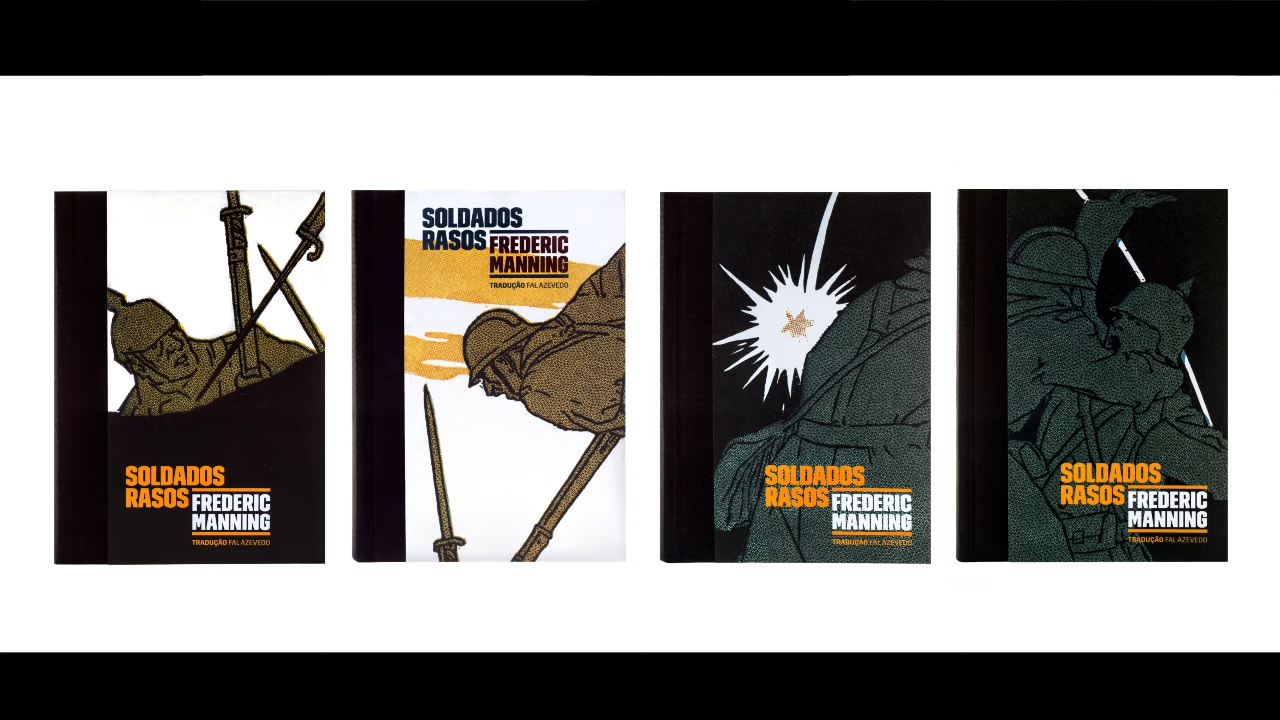 SOLDADOS
RASOS FREDERIC
MANNING
TRADUÇÃO FAL AZEVEDO
SOLDADOS
RASOS FREDERIC
MANNING
TRADUÇÃO FAL AZEVEDO
SOLDADOS
RASOS FREDERIC
MANNING
TRADUÇÃO FAL AZEVEDO
SOLDADOS
RASOS FREDERIC
MANNING
TRADUÇÃO FAL AZEVEDO